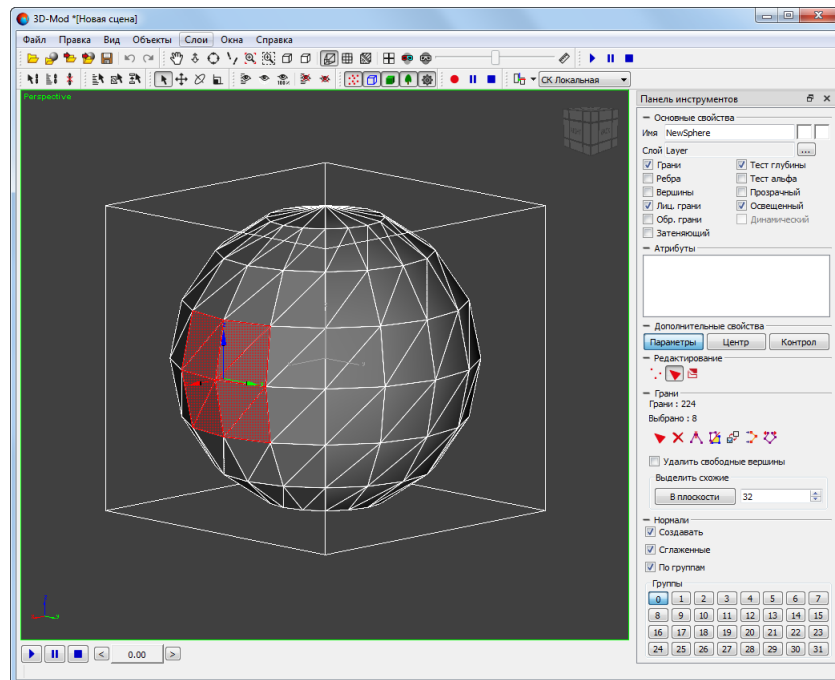 3D-Mod *[Новая сцена]
Файл Правка Вид Объекты Слои Окна Справка
100%
СК Локальная
Perspective
Панель инструментов
Основные свойства
Имя NewSphere
Слой Layer ...
Грани Тест глубины
Ребра Тест альфа
Вершины Прозрачный
Лиц. грани Освещенный
Обр. грани Динамический
Затеняющий
Атрибуты
Дополнительные свойства
Параметры Центр Контрол
Редактирование
Грани
Грани : 224
Выбрано : 8
Удалить свободные вершины
Выделить схожие
В плоскости 32
Нормали
Создавать
Сглаженные
По группам
Группы
0 1 2 3 4 5 6 7
8 9 10 11 12 13 14 15
16 17 18 19 20 21 22 23
24 25 26 27 28 29 30 31
< 0.00 >